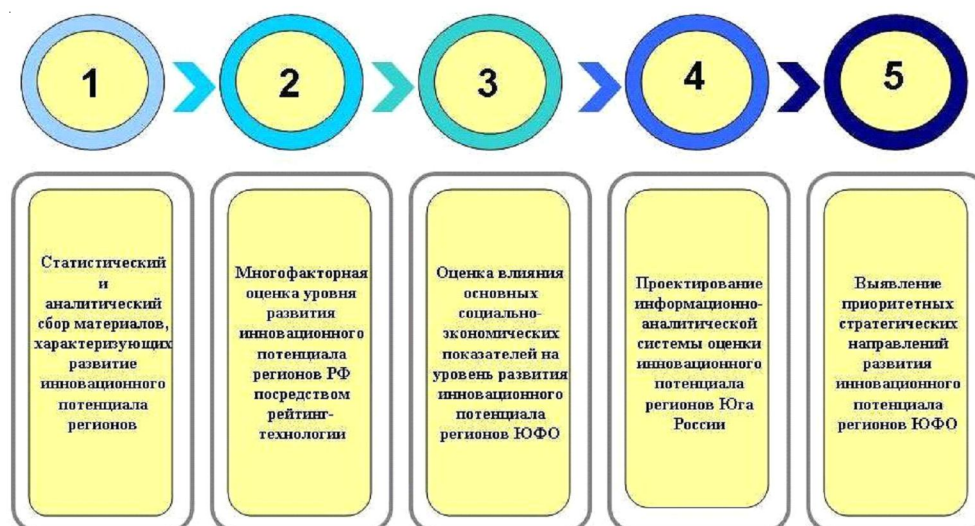 1
2
3
4
5
Статистический
и
аналитический
сбор материалов,
характеризующих
развитие
инновационного
потенциала
регионов
Многофакторная
оценка уровня
развития
инновационного
потенциала
регионов РФ
посредством
рейтинг-
технологии
Оценка влияния
основных
социально-
экономических
показателей на
уровень развития
инновационного
потенциала
регионов ЮФО
Проектирование
информационно-
аналитической
системы оценки
инновационного
потенциала
регионов Юга
России
Выявление
приоритетных
стратегических
направлений
развития
инновационного
потенциала
регионов ЮФО